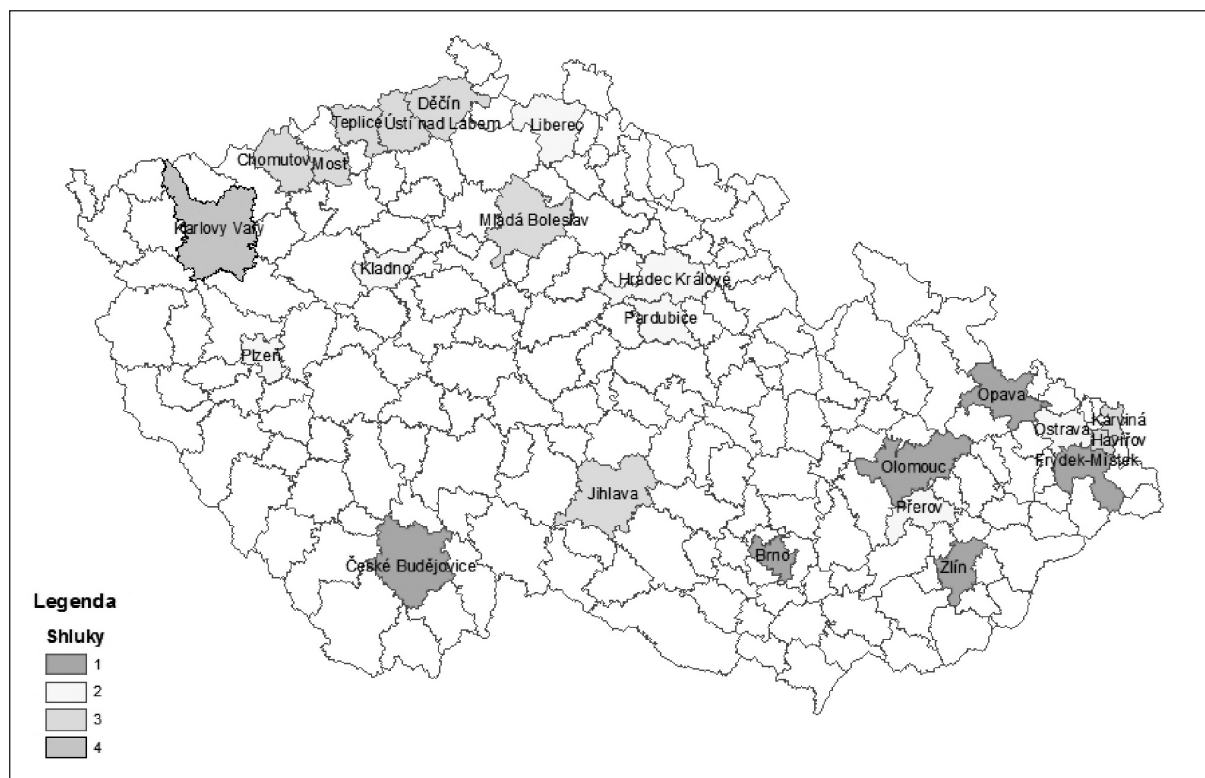 Děčín
Teplice
Ústí nad Labem
Liberec
Chomutov
Most
Karlovy Vary
Mladá Boleslav
Kladno
Hradec Králové
Pardubice
Plzeň
Opava
Karviná
Ostrava
Havířov
Frýdek-Místek
Olomouc
Přerov
Jihlava
Brno
Zlín
České Budějovice
Legenda
Shluky
1
2
3
4